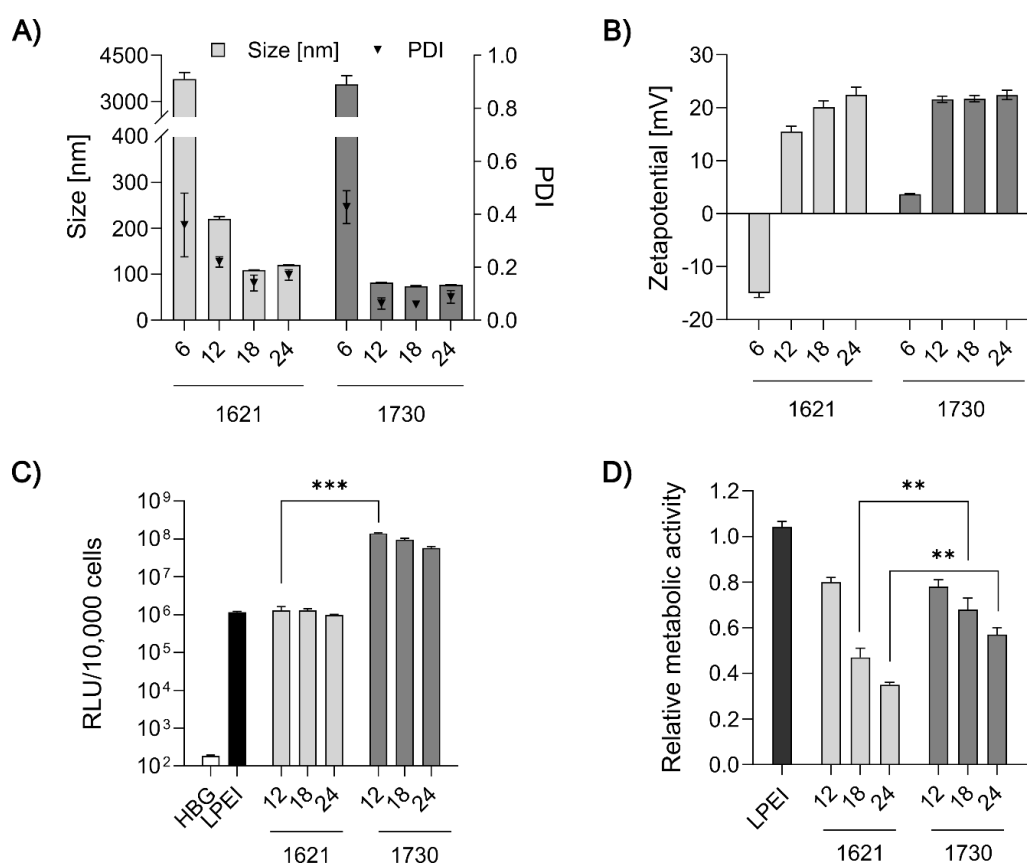 A)
Size [nm] PDI
4500
3000
400
300
200
100
0
Size [nm]
1.0
0.8
0.6
0.4
0.2
0.0
PDI
6 12 18 24 6 12 18 24
1621 1730
B)
Zetapotential [mV]
30
20
10
0
-10
-20
6 12 18 24 6 12 18 24
1621 1730
C)
RLU/10,000 cells
10⁹
10⁸
10⁷
10⁶
10⁵
10⁴
10³
10²
***
HBG LPEI 12 18 24 12 18 24
1621 1730
D)
Relative metabolic activity
1.2
1.0
0.8
0.6
0.4
0.2
0.0
**
**
LPEI 12 18 24 12 18 24
1621 1730